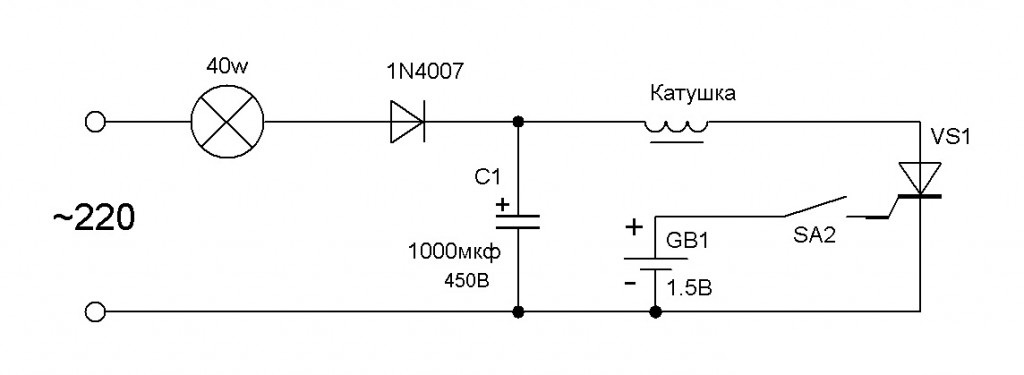 40w
1N4007
Катушка
VS1
C1
+
~220
+
GB1
SA2
1000мкф
450В
-
1.5В